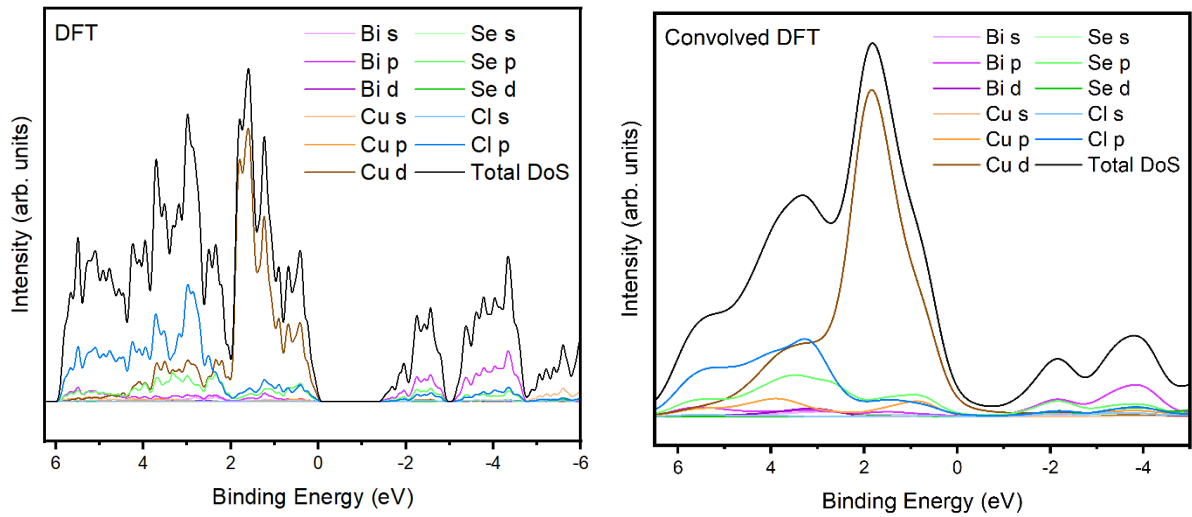 DFT
Bi s
Se s
Bi p
Se p
Bi d
Se d
Cu s
Cl s
Cu p
Cl p
Cu d
Total DoS
Intensity (arb. units)
6 4 2 0 -2 -4 -6
Binding Energy (eV)
Convolved DFT
Bi s
Se s
Bi p
Se p
Bi d
Se d
Cu s
Cl s
Cu p
Cl p
Cu d
Total DoS
Intensity (arb. units)
6 4 2 0 -2 -4
Binding Energy (eV)